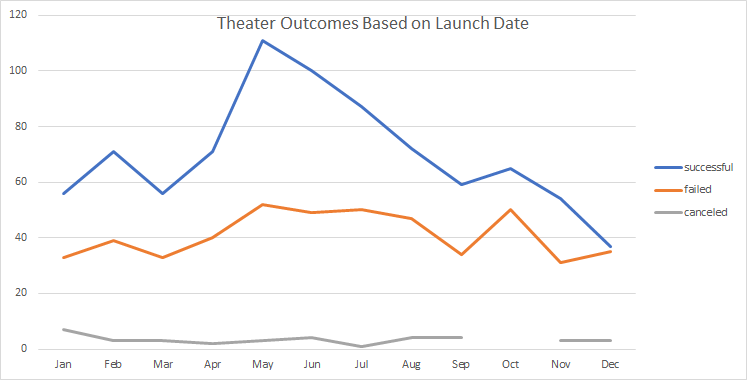 Theater Outcomes Based on Launch Date
120
100
80
60
40
20
0
Jan Feb Mar Apr May Jun Jul Aug Sep Oct Nov Dec
successful
failed
canceled